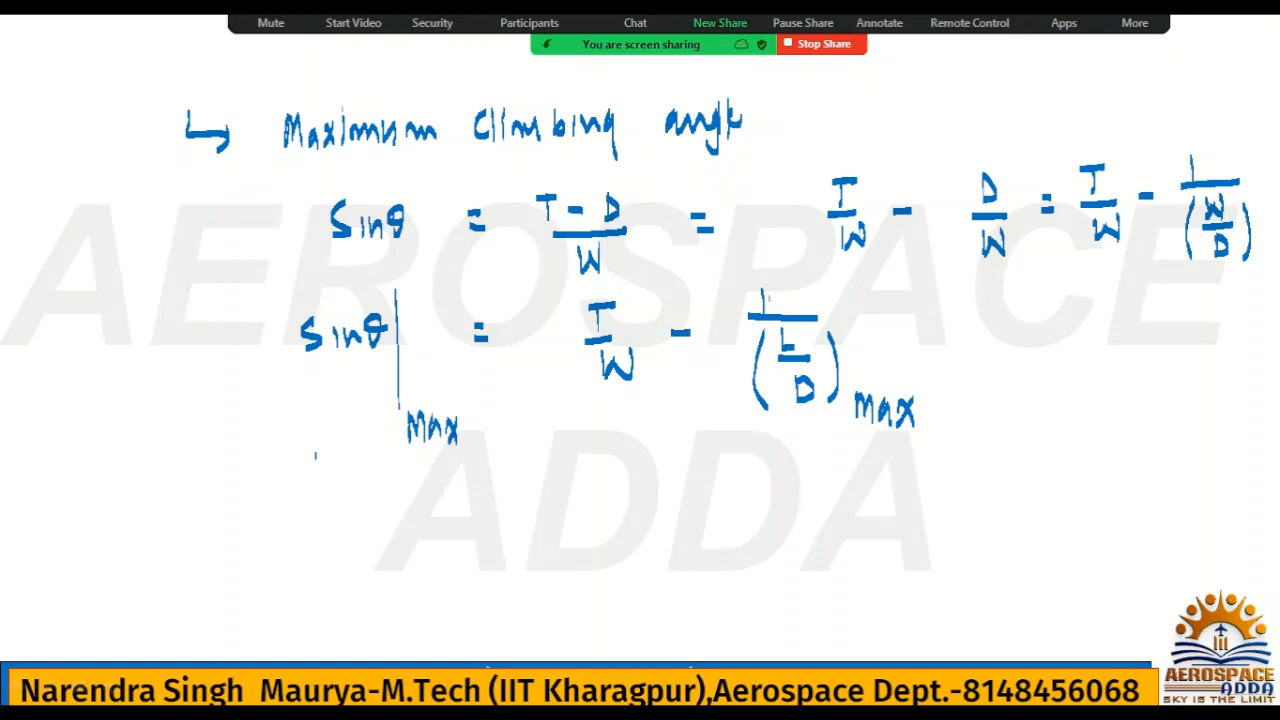 Mute Start Video Security Participants Chat New Share Pause Share Annotate Remote Control Apps More
You are screen sharing Stop Share
↳ Maximum Climbing angle
Sinθ = (T - D)/W = T/W - D/W = T/W - 1/(W/D)
Sinθ|Max = T/W - 1/(L/D)Max
AEROSPACE
ADDA
Narendra Singh Maurya-M.Tech (IIT Kharagpur),Aerospace Dept.-8148456068
AEROSPACE
ADDA
SKY IS THE LIMIT